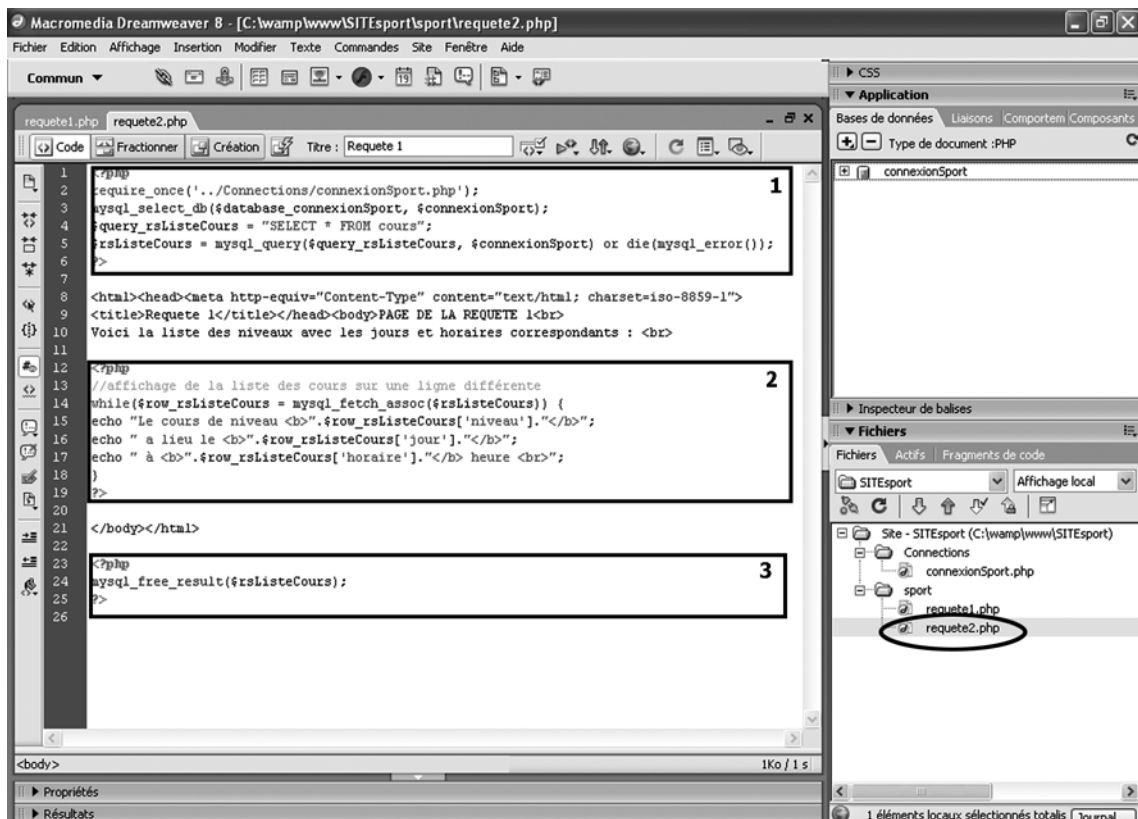 Macromedia Dreamweaver 8 - [C:\wamp\www\SITEsport\sport\requete2.php]
Fichier Edition Affichage Insertion Modifier Texte Commandes Site Fenêtre Aide
Commun
requete1.php requete2.php
Code Fractionner Création Titre : Requete 1
1 <?php
2 require_once('../Connections/connexionSport.php');
3 mysql_select_db($database_connexionSport, $connexionSport);
4 $query_rsListeCours = "SELECT * FROM cours";
5 $rsListeCours = mysql_query($query_rsListeCours, $connexionSport) or die(mysql_error());
6 ?>
1
7
8 <html><head><meta http-equiv="Content-Type" content="text/html; charset=iso-8859-1">
9 <title>Requete 1</title></head><body>PAGE DE LA REQUETE 1<br>
10 Voici la liste des niveaux avec les jours et horaires correspondants : <br>
11
12 <?php
13 //affichage de la liste des cours sur une ligne différente
14 while($row_rsListeCours = mysql_fetch_assoc($rsListeCours)) {
15 echo "Le cours de niveau <b>".$row_rsListeCours['niveau']."</b>";
16 echo " a lieu le <b>".$row_rsListeCours['jour']."</b>";
17 echo " à <b>".$row_rsListeCours['horaire']."</b> heure <br>";
18 }
19 ?>
2
20
21 </body></html>
22
23 <?php
24 mysql_free_result($rsListeCours);
25 ?>
3
26
<body>
1Ko / 1 s
Propriétés
Résultats
CSS
Application
Bases de données Liaisons Comportem Composants
Type de document :PHP
connexionSport
Inspecteur de balises
Fichiers
Fichiers Actifs Fragments de code
SITEsport Affichage local
Site - SITEsport (C:\wamp\www\SITEsport)
Connections
connexionSport.php
sport
requete1.php
requete2.php
1 éléments locaux sélectionnés totalis Journal...